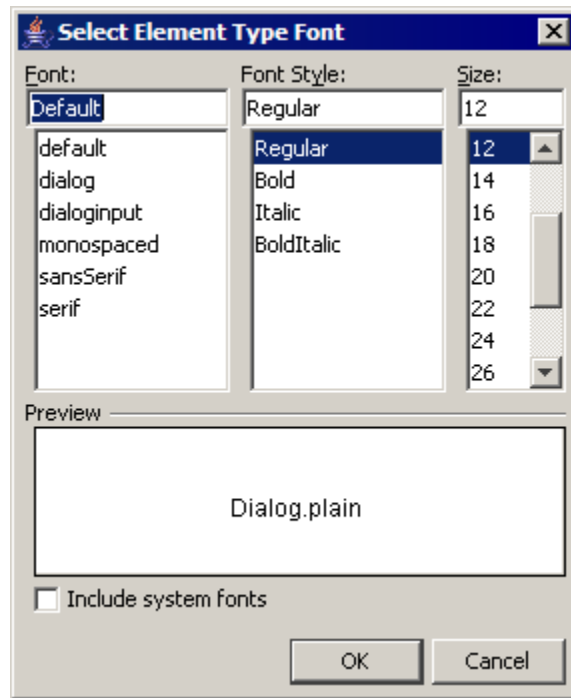 Select Element Type Font
Font: Font Style: Size:
Default Regular 12
default Regular 12
dialog Bold 14
dialoginput Italic 16
monospaced BoldItalic 18
sansSerif 20
serif 22
24
26
Preview
Dialog.plain
Include system fonts
OK Cancel